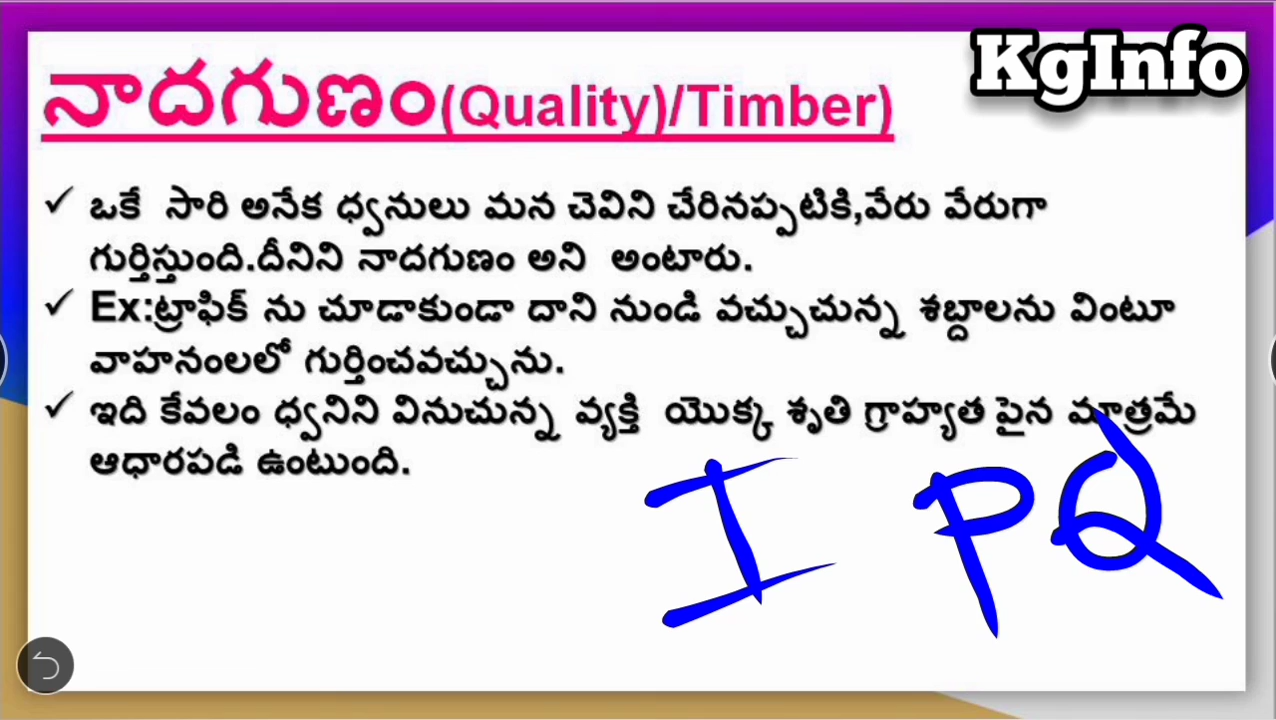 KgInfo
నాదగుణం(Quality)/Timber)
✓ ఒకే సారి అనేక ధ్వనులు మన చెవిని చేరినప్పటికి,వేరు వేరుగా
గుర్తిస్తుంది.దీనిని నాదగుణం అని అంటారు.
✓ Ex:ట్రాఫిక్ ను చూడాకుండా దాని నుండి వచ్చుచున్న శబ్దాలను వింటూ
వాహనంలలో గుర్తించవచ్చును.
✓ ఇది కేవలం ధ్వనిని వినుచున్న వ్యక్తి యొక్క శృతి గ్రాహ్యత పైన మాత్రమే
ఆధారపడి ఉంటుంది.
I PQ